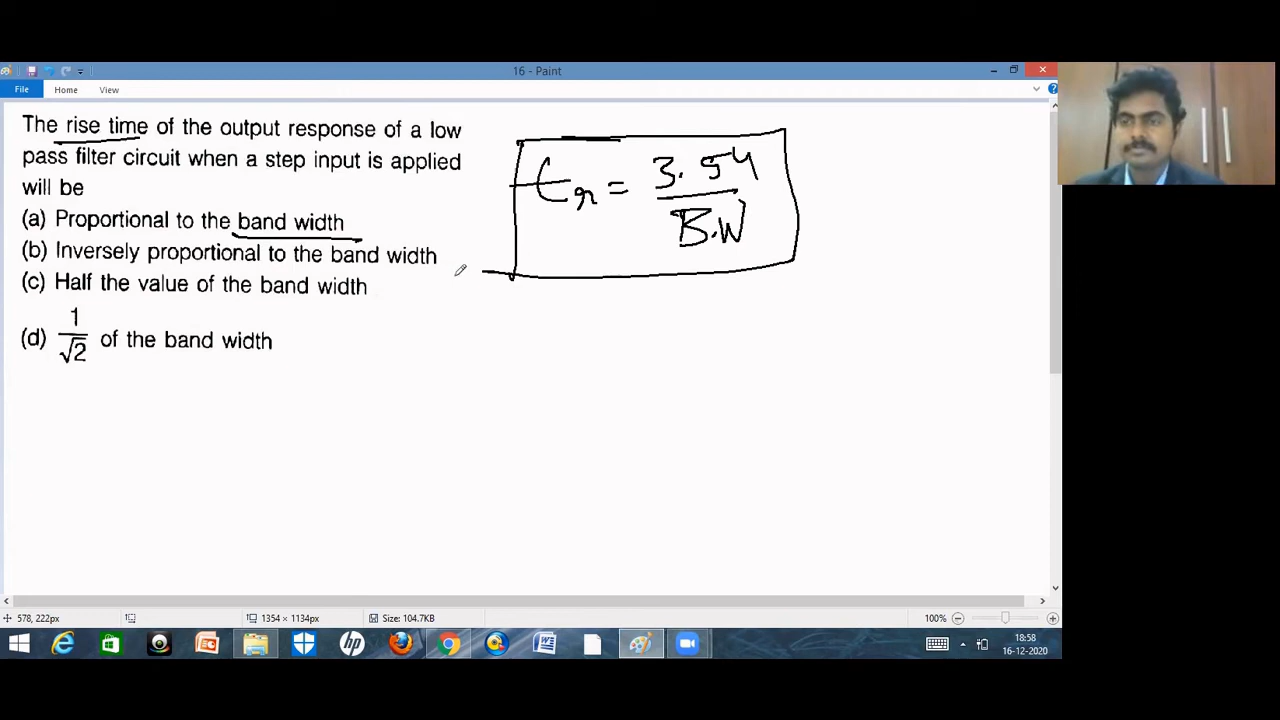 16 - Paint
File Home View
The rise time of the output response of a low
pass filter circuit when a step input is applied
will be
(a) Proportional to the band width
(b) Inversely proportional to the band width
(c) Half the value of the band width
(d) 1/√2 of the band width
tr = 3.54/B.W
578, 222px 1354 × 1134px Size: 104.7KB 100%
18:58
16-12-2020